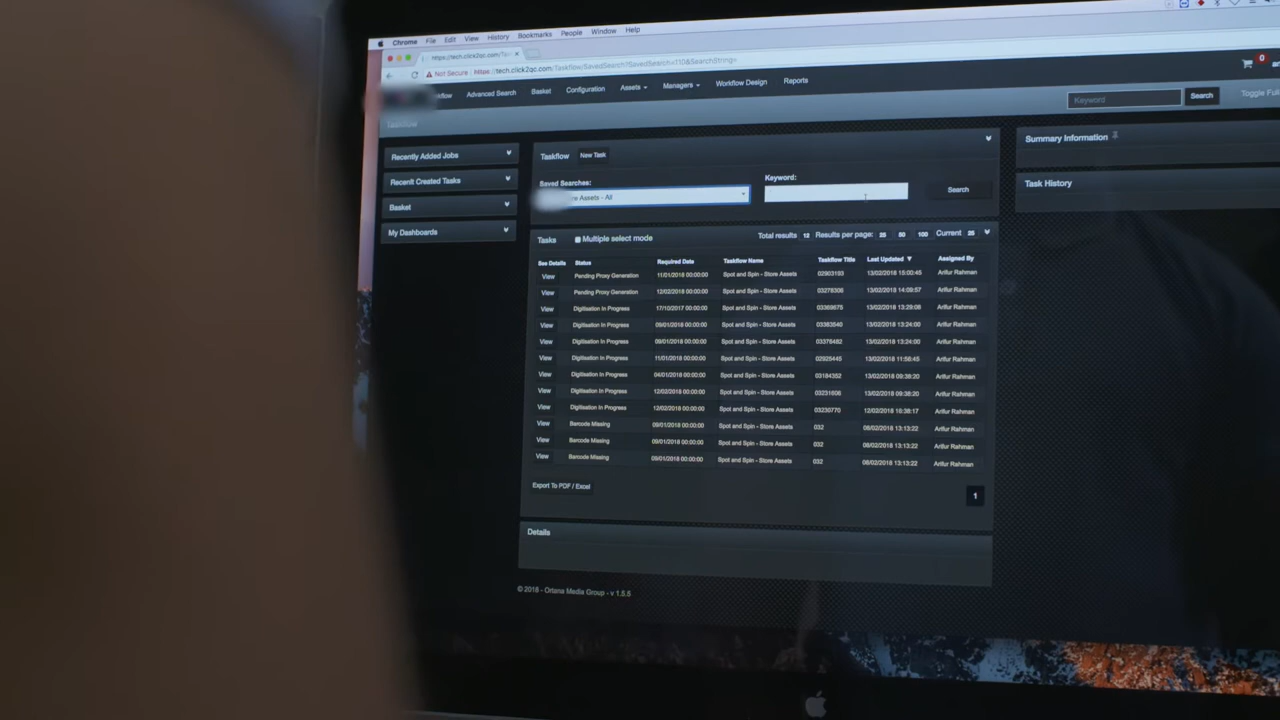 Chrome File Edit View History Bookmarks People Window Help
Not Secure https://tech.click2qc.com/Taskflow/SavedSearch?SavedSearch=110&SearchString=
Advanced Search Basket Configuration Assets Managers Workflow Design Reports
0
Keyword Search
Recently Added Jobs
Recent Created Tasks
Basket
My Dashboards
Taskflow New Task
Saved Searches: Keyword:
Assets - All Search
Tasks Multiple select mode Total results 12 Results per page: 25 50 100 Current 25
See Details Status Required Date Taskflow Name Taskflow Title Last Updated Assigned By
View Pending Proxy Generation 11/01/2018 00:00:00 Spot and Spin - Store Assets 02903193 13/02/2018 15:00:45 Arifur Rahman
View Pending Proxy Generation 12/02/2018 00:00:00 Spot and Spin - Store Assets 03278308 13/02/2018 14:09:57 Arifur Rahman
View Digitisation In Progress 17/10/2017 00:00:00 Spot and Spin - Store Assets 03369675 13/02/2018 13:29:08 Arifur Rahman
View Digitisation In Progress 09/01/2018 00:00:00 Spot and Spin - Store Assets 03363540 13/02/2018 13:24:00 Arifur Rahman
View Digitisation In Progress 09/01/2018 00:00:00 Spot and Spin - Store Assets 03378482 13/02/2018 13:24:00 Arifur Rahman
View Digitisation In Progress 11/01/2018 00:00:00 Spot and Spin - Store Assets 02925445 13/02/2018 11:56:45 Arifur Rahman
View Digitisation In Progress 04/01/2018 00:00:00 Spot and Spin - Store Assets 03184352 13/02/2018 09:38:20 Arifur Rahman
View Digitisation In Progress 12/02/2018 00:00:00 Spot and Spin - Store Assets 03231606 13/02/2018 09:38:20 Arifur Rahman
View Digitisation In Progress 12/02/2018 00:00:00 Spot and Spin - Store Assets 03230770 12/02/2018 16:38:17 Arifur Rahman
View Barcode Missing 09/01/2018 00:00:00 Spot and Spin - Store Assets 032 08/02/2018 13:13:22 Arifur Rahman
View Barcode Missing 09/01/2018 00:00:00 Spot and Spin - Store Assets 032 08/02/2018 13:13:22 Arifur Rahman
View Barcode Missing 09/01/2018 00:00:00 Spot and Spin - Store Assets 032 08/02/2018 13:13:22 Arifur Rahman
Export To PDF / Excel
1
Details
© 2018 - Ortana Media Group - v 1.5.5
Summary Information
Task History